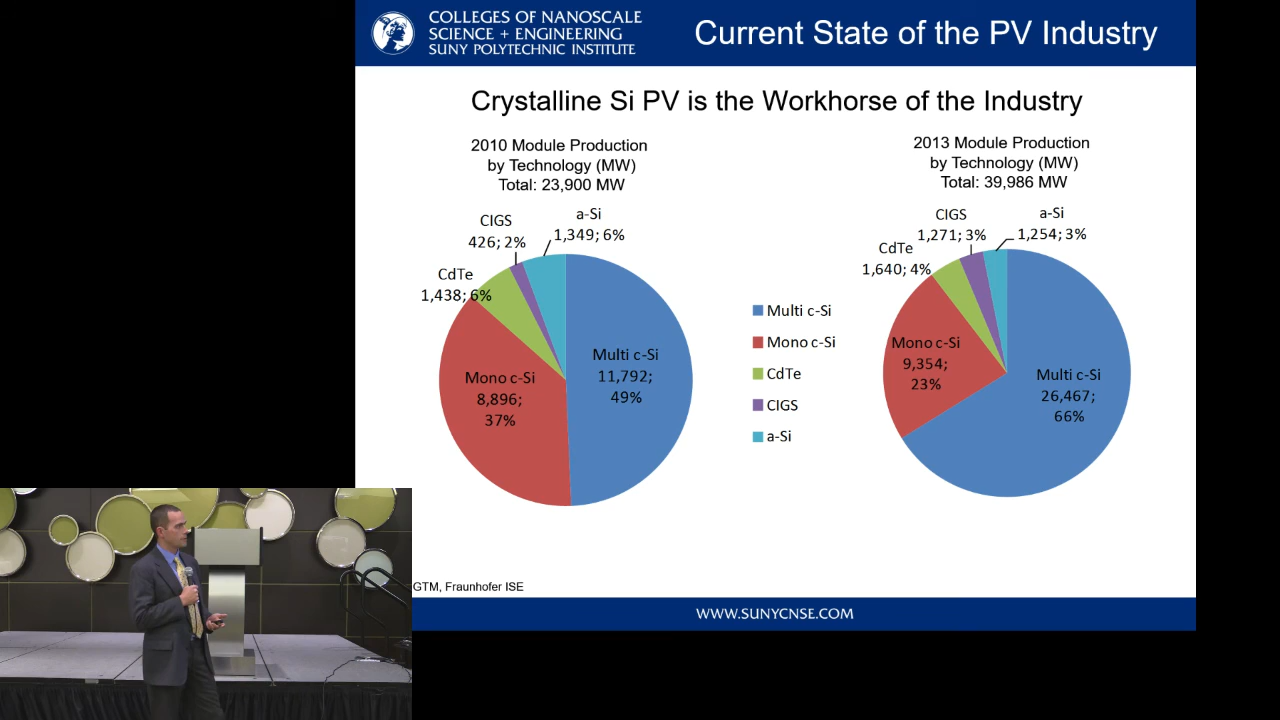 COLLEGES OF NANOSCALE
SCIENCE + ENGINEERING
SUNY POLYTECHNIC INSTITUTE
Current State of the PV Industry
Crystalline Si PV is the Workhorse of the Industry
2010 Module Production
by Technology (MW)
Total: 23,900 MW
CIGS
426; 2%
a-Si
1,349; 6%
CdTe
1,438; 6%
Multi c-Si
11,792;
49%
Mono c-Si
8,896;
37%
Multi c-Si
Mono c-Si
CdTe
CIGS
a-Si
2013 Module Production
by Technology (MW)
Total: 39,986 MW
CIGS
1,271; 3%
a-Si
1,254; 3%
CdTe
1,640; 4%
Mono c-Si
9,354;
23%
Multi c-Si
26,467;
66%
GTM, Fraunhofer ISE
WWW.SUNYCNSE.COM